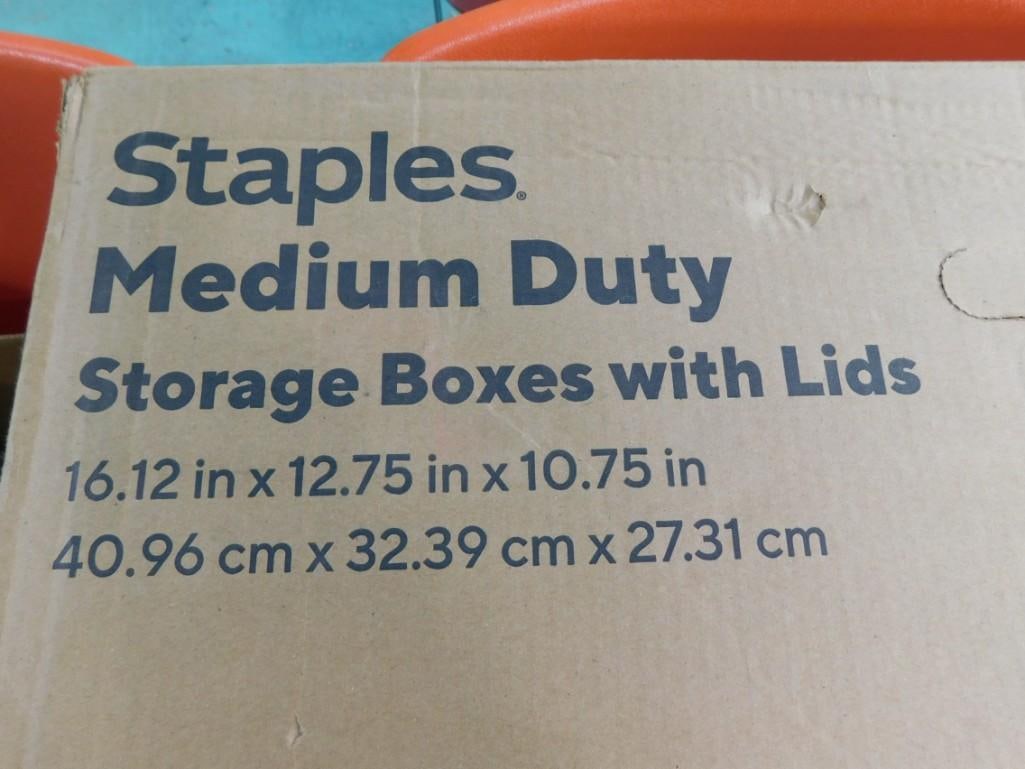 Staples®
Medium Duty
Storage Boxes with Lids
16.12 in x 12.75 in x 10.75 in
40.96 cm x 32.39 cm x 27.31 cm